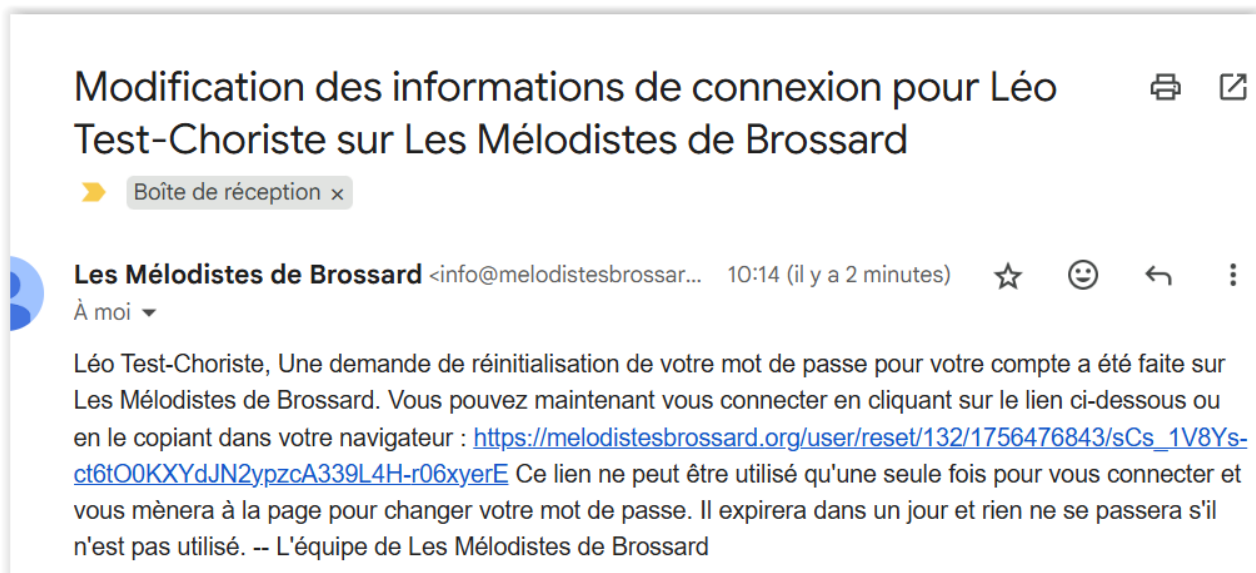 Modification des informations de connexion pour Léo
Test-Choriste sur Les Mélodistes de Brossard
Boîte de réception ×
Les Mélodistes de Brossard <info@melodistesbrossar... 10:14 (il y a 2 minutes)
À moi
Léo Test-Choriste, Une demande de réinitialisation de votre mot de passe pour votre compte a été faite sur
Les Mélodistes de Brossard. Vous pouvez maintenant vous connecter en cliquant sur le lien ci-dessous ou
en le copiant dans votre navigateur : https://melodistesbrossard.org/user/reset/132/1756476843/sCs_1V8Ys-
ct6tO0KXYdJN2ypzcA339L4H-r06xyerE Ce lien ne peut être utilisé qu'une seule fois pour vous connecter et
vous mènera à la page pour changer votre mot de passe. Il expirera dans un jour et rien ne se passera s'il
n'est pas utilisé. -- L'équipe de Les Mélodistes de Brossard